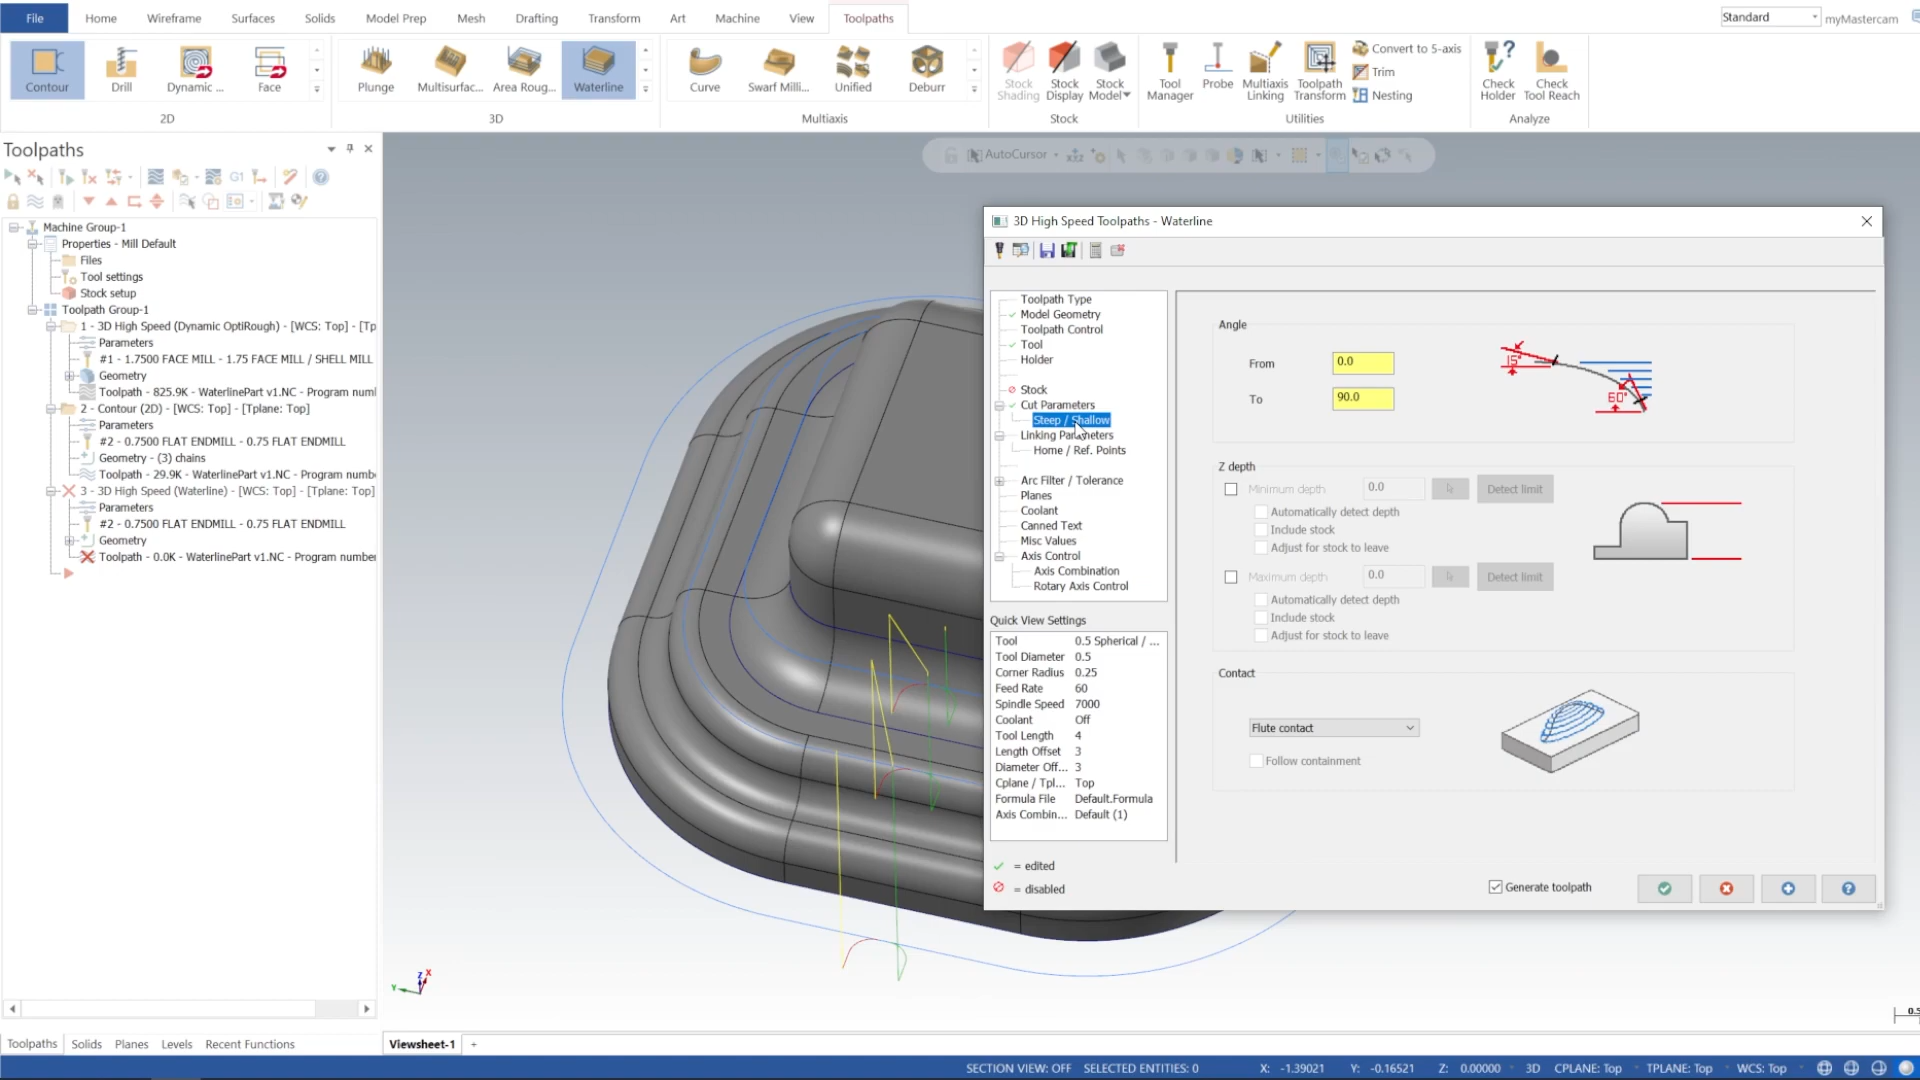 File Home Wireframe Surfaces Solids Model Prep Mesh Drafting Transform Art Machine View Toolpaths Standard myMastercam
Contour Drill Dynamic ... Face Plunge Multisurfac... Area Roug... Waterline Curve Swarf Milli... Unified Deburr
Stock Shading
Stock Display
Stock Model
Tool Manager
Probe
Multiaxis Linking
Toolpath Transform
Convert to 5-axis
Trim
Nesting
Check Holder
Check Tool Reach
2D 3D Multiaxis Stock Utilities Analyze
Toolpaths
AutoCursor
G1
Machine Group-1
Properties - Mill Default
Files
Tool settings
Stock setup
Toolpath Group-1
1 - 3D High Speed (Dynamic OptiRough) - [WCS: Top] - [Tp
Parameters
#1 - 1.7500 FACE MILL - 1.75 FACE MILL / SHELL MILL
Geometry
Toolpath - 825.9K - WaterlinePart v1.NC - Program numl
2 - Contour (2D) - [WCS: Top] - [Tplane: Top]
Parameters
#2 - 0.7500 FLAT ENDMILL - 0.75 FLAT ENDMILL
Geometry - (3) chains
Toolpath - 29.9K - WaterlinePart v1.NC - Program numbe
3 - 3D High Speed (Waterline) - [WCS: Top] - [Tplane: Top]
Parameters
#2 - 0.7500 FLAT ENDMILL - 0.75 FLAT ENDMILL
Geometry
Toolpath - 0.0K - WaterlinePart v1.NC - Program number
3D High Speed Toolpaths - Waterline
Toolpath Type
Model Geometry
Toolpath Control
Tool
Holder
Stock
Cut Parameters
Steep / Shallow
Linking Parameters
Home / Ref. Points
Arc Filter / Tolerance
Planes
Coolant
Canned Text
Misc Values
Axis Control
Axis Combination
Rotary Axis Control
Quick View Settings
Tool 0.5 Spherical / ...
Tool Diameter 0.5
Corner Radius 0.25
Feed Rate 60
Spindle Speed 7000
Coolant Off
Tool Length 4
Length Offset 3
Diameter Off... 3
Cplane / Tpl... Top
Formula File Default.Formula
Axis Combin... Default (1)
= edited
= disabled
Angle
From 0.0
To 90.0
15°
60°
Z depth
Minimum depth 0.0 Detect limit
Automatically detect depth
Include stock
Adjust for stock to leave
Maximum depth 0.0 Detect limit
Automatically detect depth
Include stock
Adjust for stock to leave
Contact
Flute contact
Follow containment
Generate toolpath
Z X
Y
0.5
Toolpaths Solids Planes Levels Recent Functions Viewsheet-1 +
SECTION VIEW: OFF SELECTED ENTITIES: 0 X: -1.39021 Y: -0.16521 Z: 0.00000 3D CPLANE: Top TPLANE: Top WCS: Top